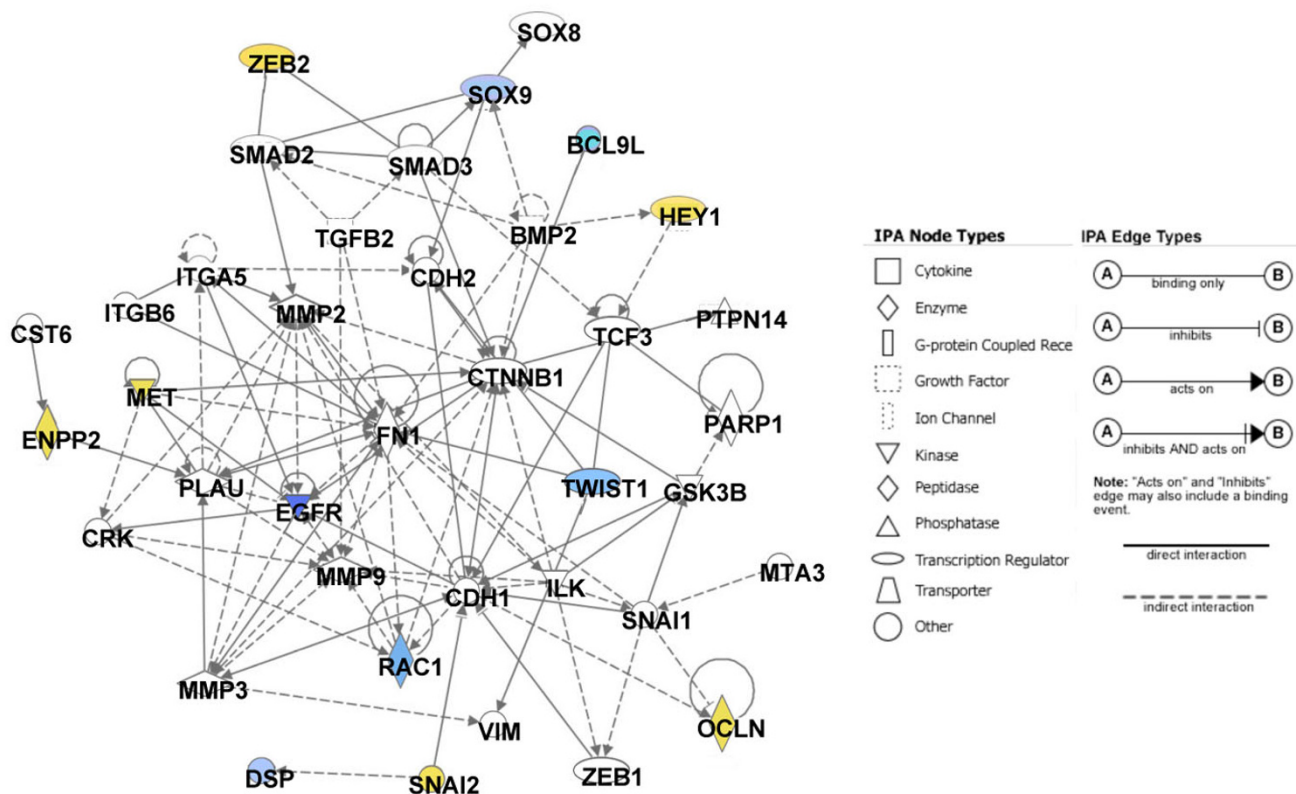 SOX8
ZEB2
SOX9
BCL9L
SMAD2
SMAD3
HEY1
TGFB2
BMP2
ITGA5
CDH2
ITGB6
MMP2
CST6
TCF3
PTPN14
MET
CTNNB1
PARP1
ENPP2
FN1
PLAU
TWIST1
GSK3B
EGFR
CRK
MMP9
CDH1
ILK
MTA3
SNAI1
RAC1
MMP3
VIM
OCLN
DSP
SNAI2
ZEB1
IPA Node Types
Cytokine
Enzyme
G-protein Coupled Rece
Growth Factor
Ion Channel
Kinase
Peptidase
Phosphatase
Transcription Regulator
Transporter
Other
IPA Edge Types
A binding only B
A inhibits B
A acts on B
A inhibits AND acts on B
Note: "Acts on" and "Inhibits"
edge may also include a binding
event.
direct interaction
indirect interaction